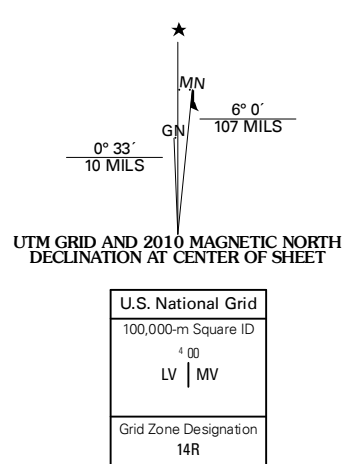 MN
6° 0´
107 MILS
GN
0° 33´
10 MILS
UTM GRID AND 2010 MAGNETIC NORTH
DECLINATION AT CENTER OF SHEET
U.S. National Grid
100,000-m Square ID
4 00
LV MV
Grid Zone Designation
14R